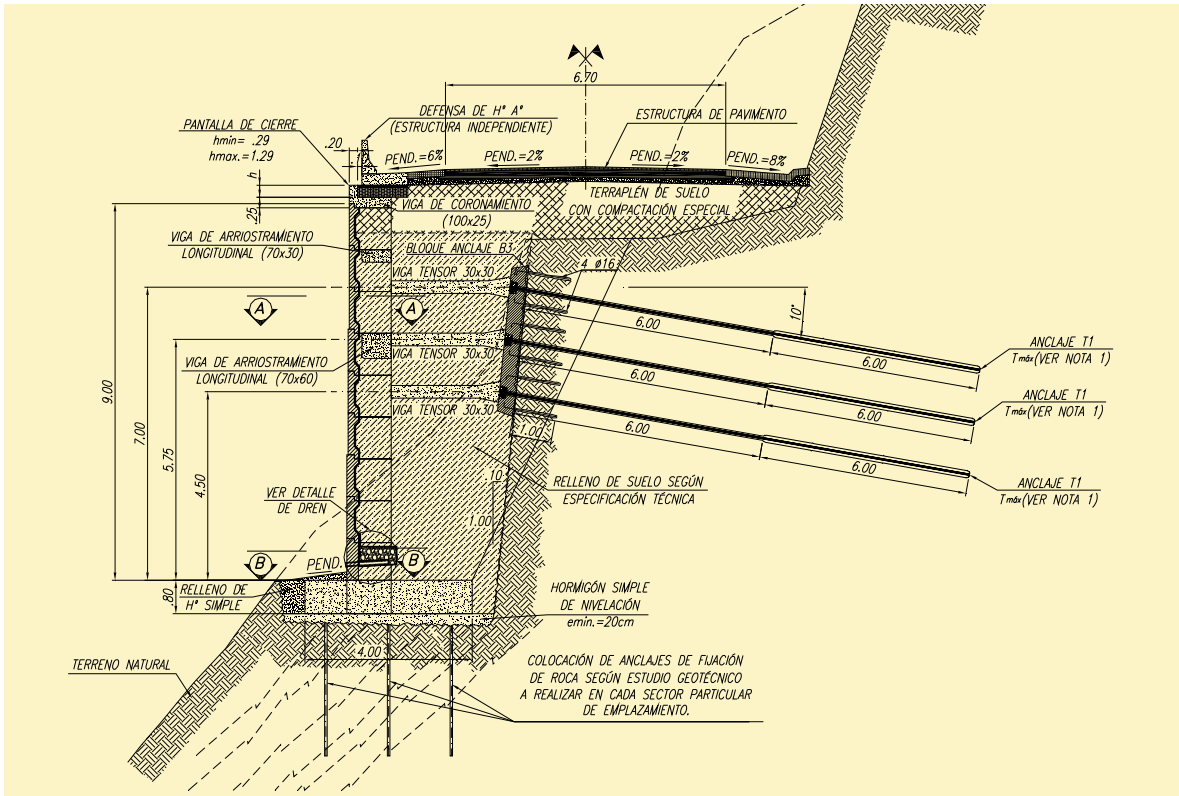 6.70
DEFENSA DE Hº Aº
(ESTRUCTURA INDEPENDIENTE)
ESTRUCTURA DE PAVIMENTO
PANTALLA DE CIERRE
hmin= .29
hmax.=1.29
.20
PEND.=6%
PEND.=2%
PEND.=2%
PEND.=8%
h
.25
TERRAPLÉN DE SUELO
CON COMPACTACIÓN ESPECIAL
VIGA DE CORONAMIENTO
(100x25)
VIGA DE ARRIOSTRAMIENTO
LONGITUDINAL (70x30)
BLOQUE ANCLAJE B3
4 ø16
VIGA TENSOR 30x30
A
A
10°
6.00
6.00
ANCLAJE T1
Tmáx(VER NOTA 1)
VIGA TENSOR 30x30
VIGA DE ARRIOSTRAMIENTO
LONGITUDINAL (70x60)
6.00
6.00
ANCLAJE T1
Tmáx(VER NOTA 1)
VIGA TENSOR 30x30
1.00
6.00
6.00
ANCLAJE T1
Tmáx(VER NOTA 1)
9.00
7.00
5.75
4.50
10
1.00
RELLENO DE SUELO SEGÚN
ESPECIFICACIÓN TÉCNICA
VER DETALLE
DE DREN
B
B
PEND.
.80
RELLENO DE
Hº SIMPLE
HORMIGÓN SIMPLE
DE NIVELACIÓN
emin.=20cm
4.00
TERRENO NATURAL
COLOCACIÓN DE ANCLAJES DE FIJACIÓN
DE ROCA SEGÚN ESTUDIO GEOTÉCNICO
A REALIZAR EN CADA SECTOR PARTICULAR
DE EMPLAZAMIENTO.